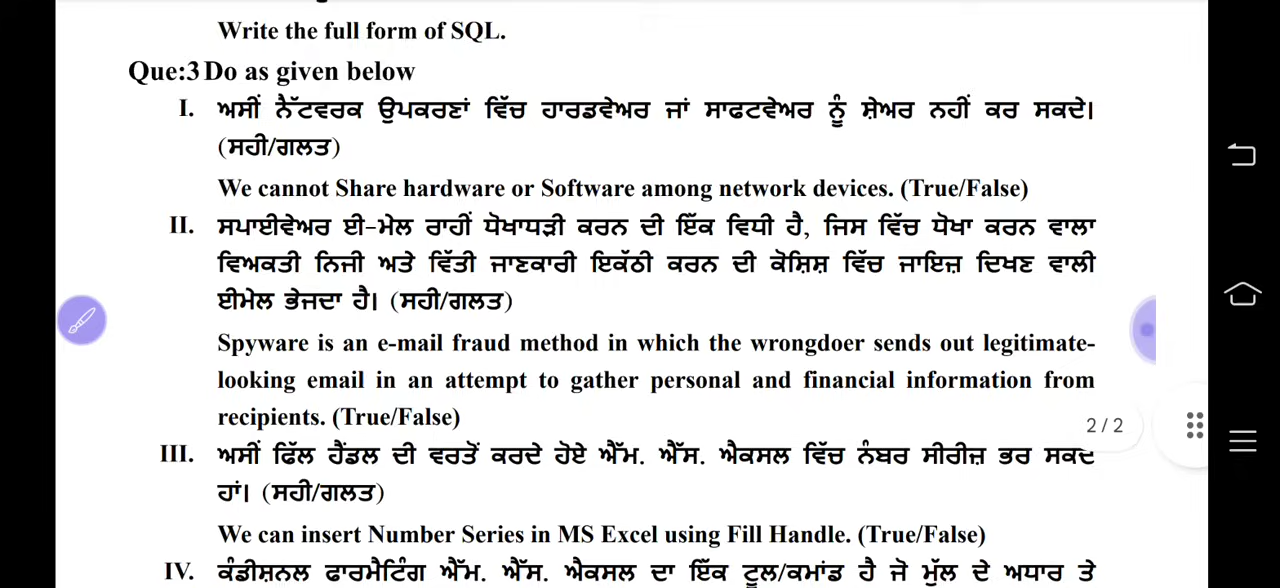 Write the full form of SQL.
Que:3 Do as given below
I. ਅਸੀਂ ਨੈੱਟਵਰਕ ਉਪਕਰਣਾਂ ਵਿੱਚ ਹਾਰਡਵੇਅਰ ਜਾਂ ਸਾਫਟਵੇਅਰ ਨੂੰ ਸ਼ੇਅਰ ਨਹੀਂ ਕਰ ਸਕਦੇ।
(ਸਹੀ/ਗਲਤ)
We cannot Share hardware or Software among network devices. (True/False)
II. ਸਪਾਈਵੇਅਰ ਈ-ਮੇਲ ਰਾਹੀਂ ਧੋਖਾਧੜੀ ਕਰਨ ਦੀ ਇੱਕ ਵਿਧੀ ਹੈ, ਜਿਸ ਵਿੱਚ ਧੋਖਾ ਕਰਨ ਵਾਲਾ
ਵਿਅਕਤੀ ਨਿਜੀ ਅਤੇ ਵਿੱਤੀ ਜਾਣਕਾਰੀ ਇਕੱਠੀ ਕਰਨ ਦੀ ਕੋਸ਼ਿਸ਼ ਵਿੱਚ ਜਾਇਜ਼ ਦਿਖਣ ਵਾਲੀ
ਈਮੇਲ ਭੇਜਦਾ ਹੈ। (ਸਹੀ/ਗਲਤ)
Spyware is an e-mail fraud method in which the wrongdoer sends out legitimate-
looking email in an attempt to gather personal and financial information from
recipients. (True/False)
2 / 2
III. ਅਸੀਂ ਫਿੱਲ ਹੈਂਡਲ ਦੀ ਵਰਤੋਂ ਕਰਦੇ ਹੋਏ ਐੱਮ. ਐੱਸ. ਐਕਸਲ ਵਿੱਚ ਨੰਬਰ ਸੀਰੀਜ਼ ਭਰ ਸਕਦੇ
ਹਾਂ। (ਸਹੀ/ਗਲਤ)
We can insert Number Series in MS Excel using Fill Handle. (True/False)
IV. ਕੰਡੀਸ਼ਨਲ ਫਾਰਮੈਟਿੰਗ ਐੱਮ. ਐੱਸ. ਐਕਸਲ ਦਾ ਇੱਕ ਟੂਲ/ਕਮਾਂਡ ਹੈ ਜੋ ਮੁੱਲ ਦੇ ਅਧਾਰ ਤੇ